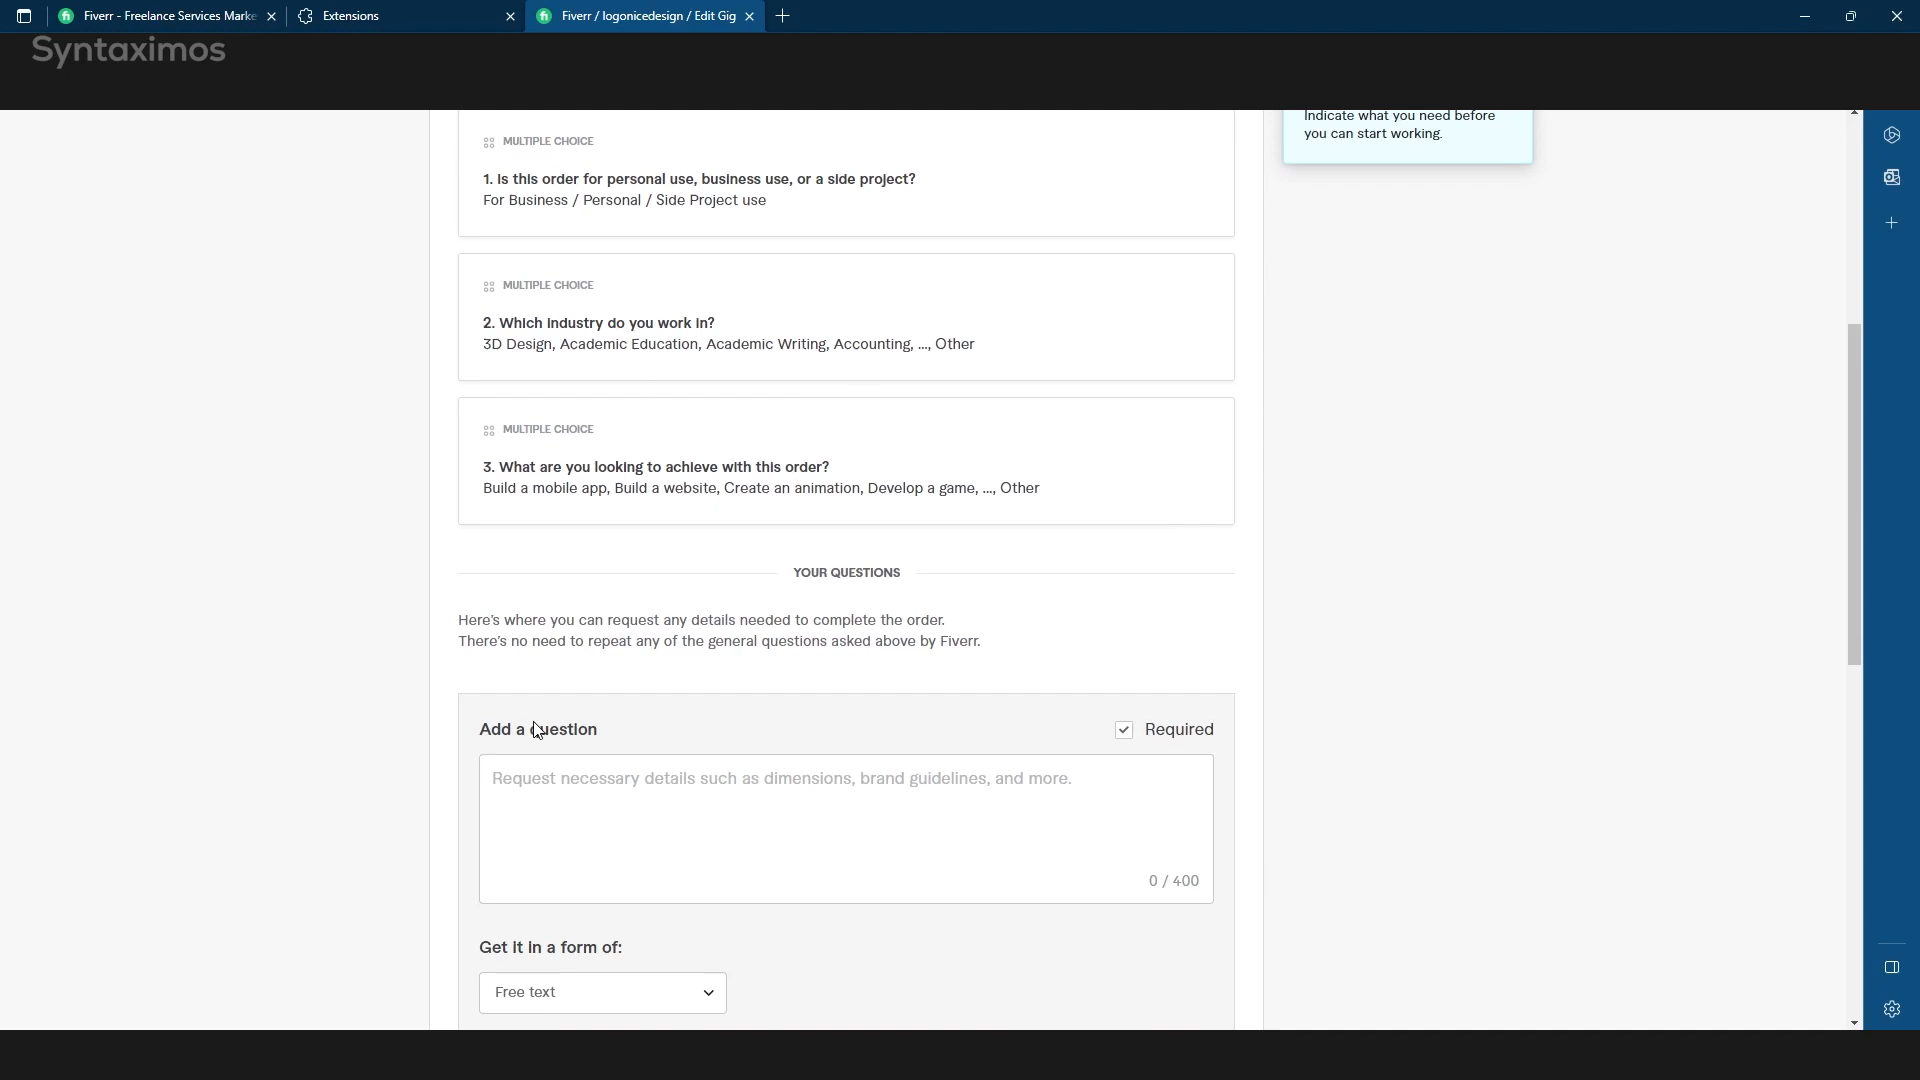 Fiverr - Freelance Services Marke
Extensions
Fiverr / logonicedesign / Edit Gig
Syntaximos
Indicate what you need before
you can start working.
MULTIPLE CHOICE
1. Is this order for personal use, business use, or a side project?
For Business / Personal / Side Project use
MULTIPLE CHOICE
2. Which industry do you work in?
3D Design, Academic Education, Academic Writing, Accounting, ..., Other
MULTIPLE CHOICE
3. What are you looking to achieve with this order?
Build a mobile app, Build a website, Create an animation, Develop a game, ..., Other
YOUR QUESTIONS
Here's where you can request any details needed to complete the order.
There's no need to repeat any of the general questions asked above by Fiverr.
Add a question
Required
Request necessary details such as dimensions, brand guidelines, and more.
0 / 400
Get it in a form of:
Free text